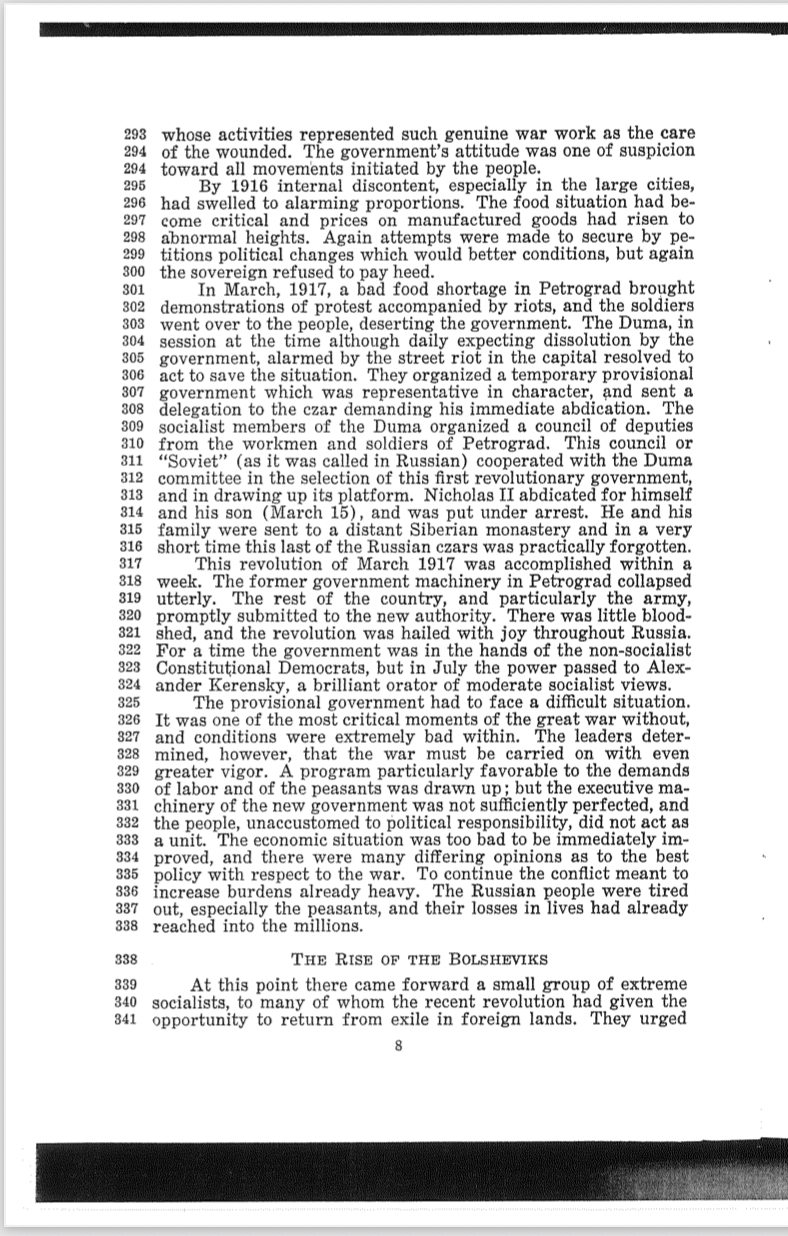 293 whose activities represented such genuine war work as the care
294 of the wounded. The government's attitude was one of suspicion
294 toward all movements initiated by the people.
295 By 1916 internal discontent, especially in the large cities,
296 had swelled to alarming proportions. The food situation had be-
297 come critical and prices on manufactured goods had risen to
298 abnormal heights. Again attempts were made to secure by pe-
299 titions political changes which would better conditions, but again
300 the sovereign refused to pay heed.
301 In March, 1917, a bad food shortage in Petrograd brought
302 demonstrations of protest accompanied by riots, and the soldiers
303 went over to the people, deserting the government. The Duma, in
304 session at the time although daily expecting dissolution by the
305 government, alarmed by the street riot in the capital resolved to
306 act to save the situation. They organized a temporary provisional
307 government which was representative in character, and sent a
308 delegation to the czar demanding his immediate abdication. The
309 socialist members of the Duma organized a council of deputies
310 from the workmen and soldiers of Petrograd. This council or
311 "Soviet" (as it was called in Russian) cooperated with the Duma
312 committee in the selection of this first revolutionary government,
313 and in drawing up its platform. Nicholas II abdicated for himself
314 and his son (March 15), and was put under arrest. He and his
315 family were sent to a distant Siberian monastery and in a very
316 short time this last of the Russian czars was practically forgotten.
317 This revolution of March 1917 was accomplished within a
318 week. The former government machinery in Petrograd collapsed
319 utterly. The rest of the country, and particularly the army,
320 promptly submitted to the new authority. There was little blood-
321 shed, and the revolution was hailed with joy throughout Russia.
322 For a time the government was in the hands of the non-socialist
323 Constitutional Democrats, but in July the power passed to Alex-
324 ander Kerensky, a brilliant orator of moderate socialist views.
325 The provisional government had to face a difficult situation.
326 It was one of the most critical moments of the great war without,
327 and conditions were extremely bad within. The leaders deter-
328 mined, however, that the war must be carried on with even
329 greater vigor. A program particularly favorable to the demands
330 of labor and of the peasants was drawn up; but the executive ma-
331 chinery of the new government was not sufficiently perfected, and
332 the people, unaccustomed to political responsibility, did not act as
333 a unit. The economic situation was too bad to be immediately im-
334 proved, and there were many differing opinions as to the best
335 policy with respect to the war. To continue the conflict meant to
336 increase burdens already heavy. The Russian people were tired
337 out, especially the peasants, and their losses in lives had already
338 reached into the millions.
338 THE RISE OF THE BOLSHEVIKS
339 At this point there came forward a small group of extreme
340 socialists, to many of whom the recent revolution had given the
341 opportunity to return from exile in foreign lands. They urged
8